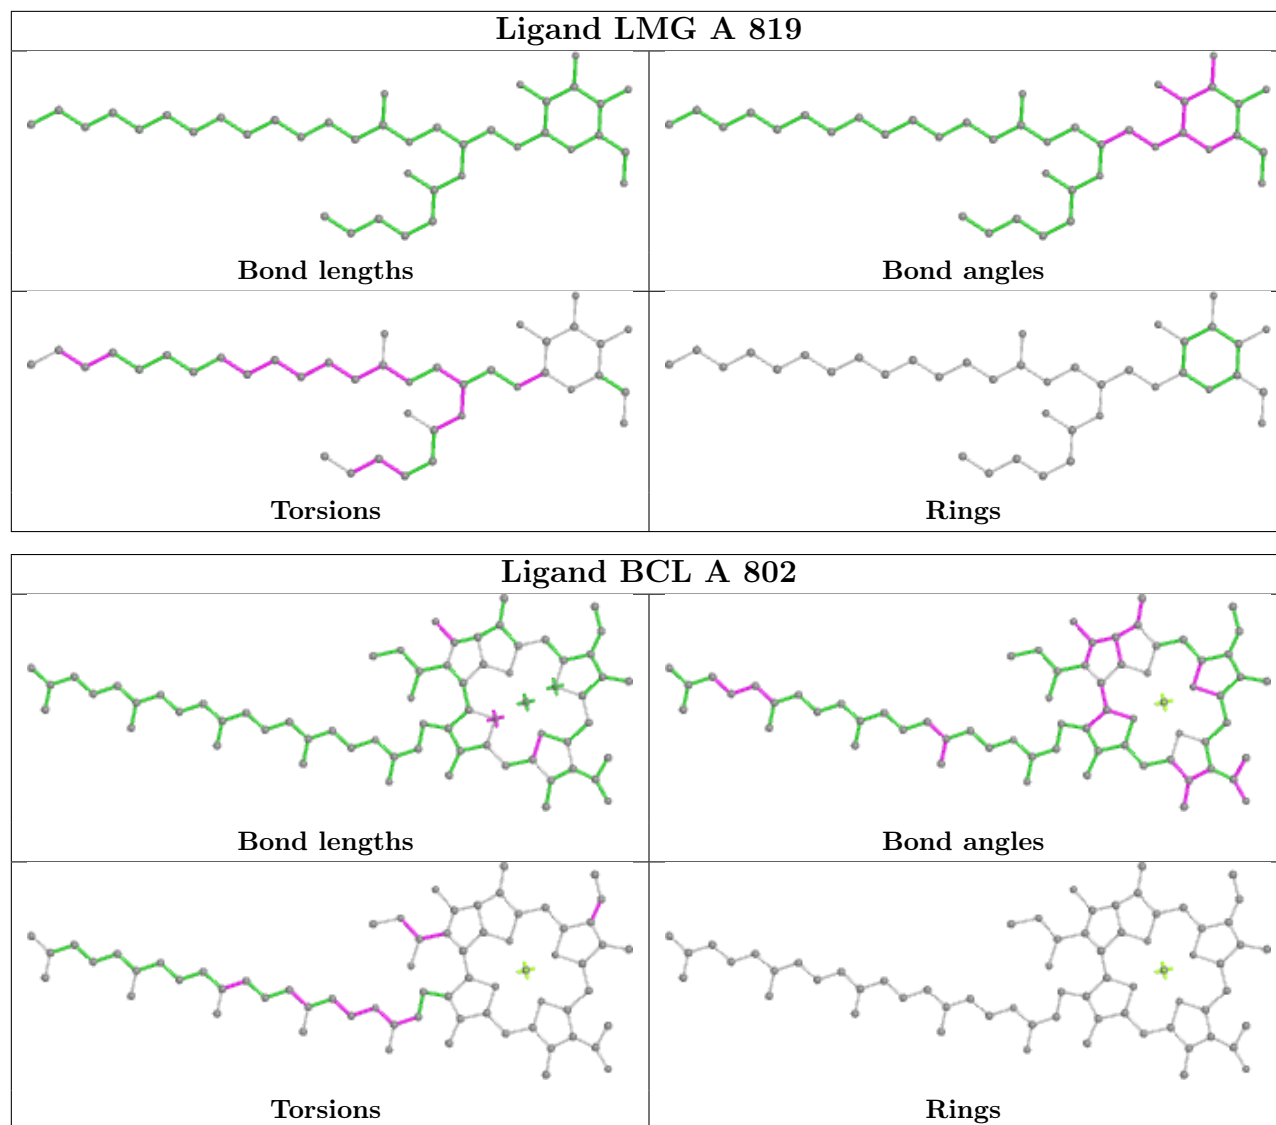 Ligand LMG A 819
Bond lengths
Bond angles
Torsions
Rings
Ligand BCL A 802
Bond lengths
Bond angles
Torsions
Rings